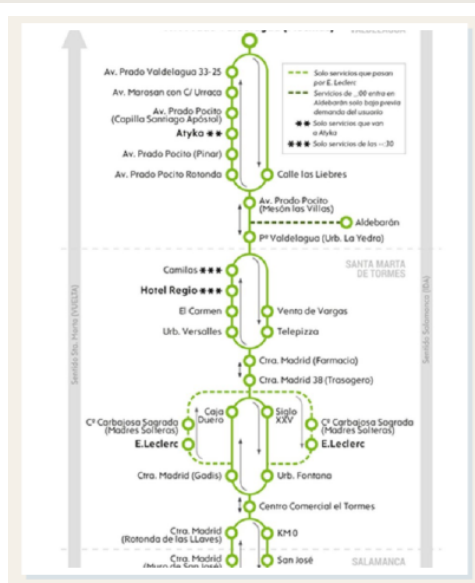 VALDELAGUA
Av. Prado Valdelagua 33-25
Av. Marasan con C/ Urraca
Av. Prado Pocito
(Capilla Santiago Apóstol)
Atyka **
Av. Prado Pocito (Pinar)
Av. Prado Pocito Rotonda
Calle las Liebres
Solo servicios que pasan
por E. Leclerc
Servicios de _:00 entra en
Aldebarán solo bajo previa
demanda del usuario
** Solo servicios que van
a Atyka
*** Solo servicios de las --:30
Av. Prado Pocito
(Mesón las Villas)
Aldebarán
Pº Valdelagua (Urb. La Yedra)
SANTA MARTA
DE TORMES
Camilas ***
Hotel Regio ***
El Carmen
Urb. Versalles
Venta de Vargas
Telepizza
Ctra. Madrid (Farmacia)
Ctra. Madrid 38 (Trasogero)
Caja
Duero
Siglo
XXV
Cº Carbajosa Sagrada
(Madres Solteras)
E.Leclerc
Cº Carbajosa Sagrada
(Madres Solteras)
E.Leclerc
Ctra. Madrid (Gadis)
Urb. Fontana
Centro Comercial el Tormes
Ctra. Madrid
(Rotonda de las LLaves)
KM 0
Ctra. Madrid
(Muro de San José)
San José
SALAMANCA
Sentido Sta. Marta (VUELTA)
Sentido Salamanca (IDA)